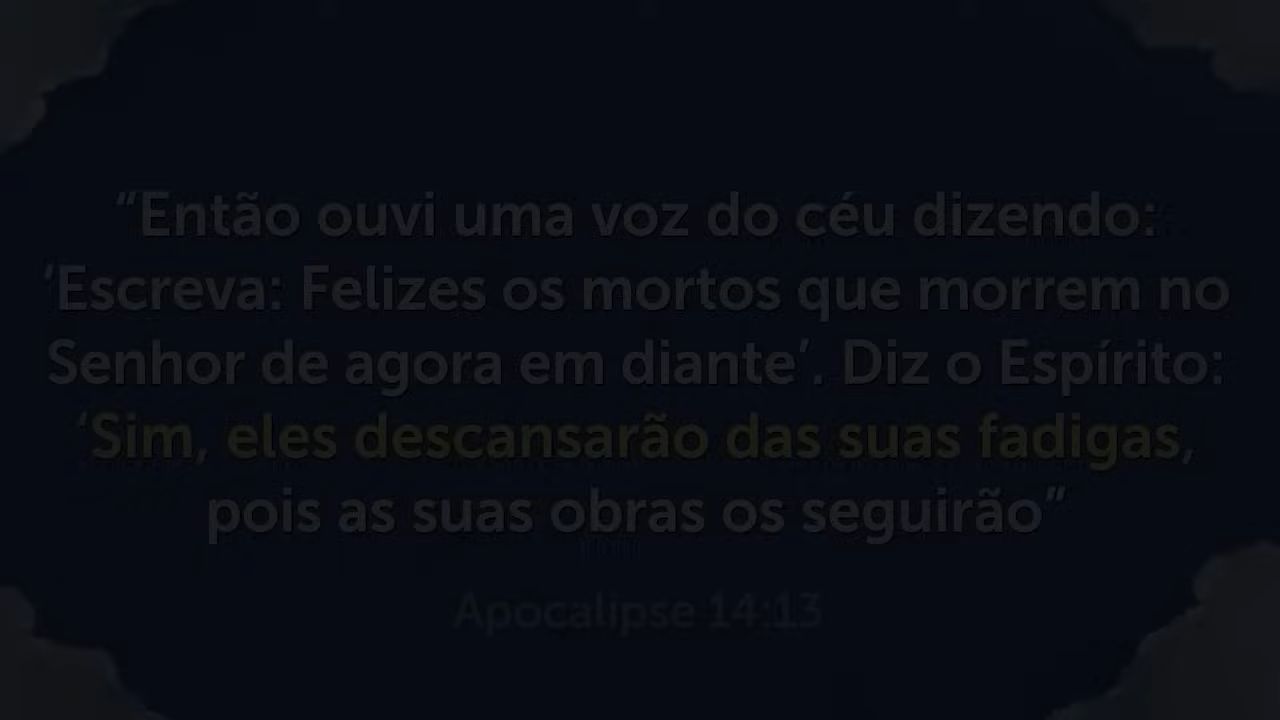 “Então ouvi uma voz do céu dizendo:
‘Escreva: Felizes os mortos que morrem no
Senhor de agora em diante’. Diz o Espírito:
‘Sim, eles descansarão das suas fadigas,
pois as suas obras os seguirão”
Apocalipse 14:13